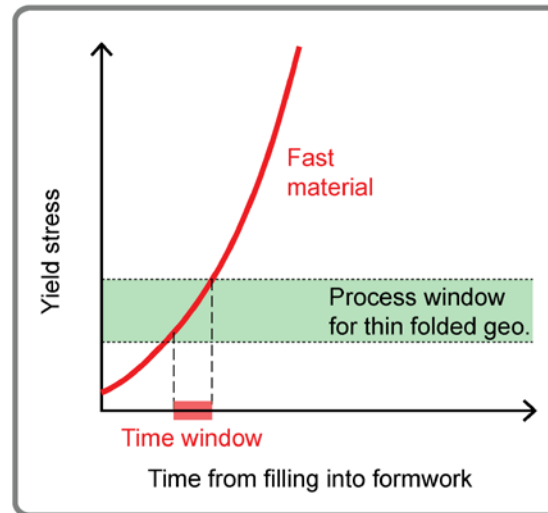 Yield stress
Fast
material
Process window
for thin folded geo.
Time window
Time from filling into formwork